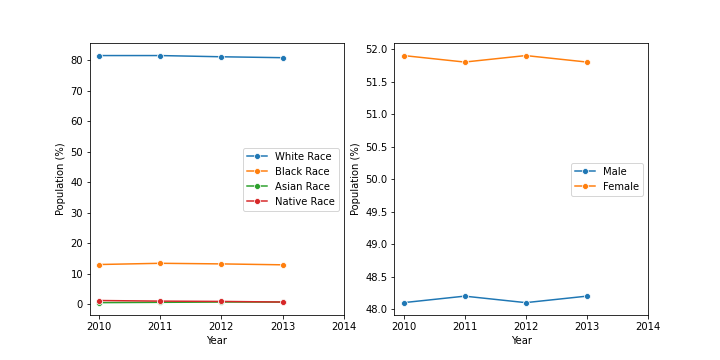 80
70
60
50
40
30
20
10
0
Population (%)
2010 2011 2012 2013 2014
Year
White Race
Black Race
Asian Race
Native Race
52.0
51.5
51.0
50.5
50.0
49.5
49.0
48.5
48.0
Population (%)
2010 2011 2012 2013 2014
Year
Male
Female